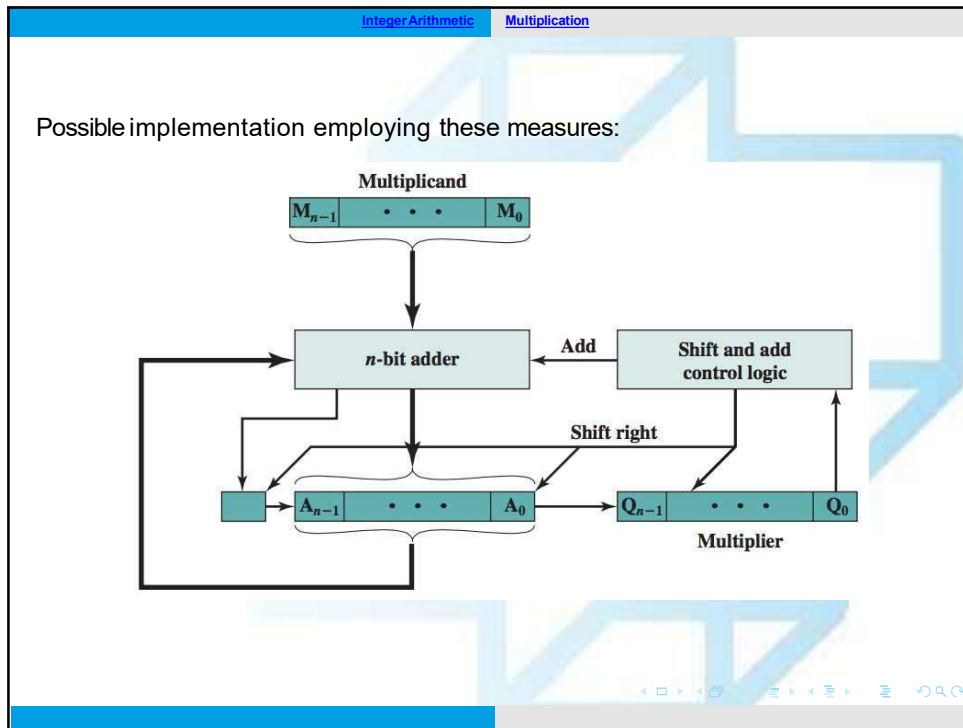 Integer Arithmetic Multiplication
Possible implementation employing these measures:
Multiplicand
Mn−1 • • • M0
n-bit adder
Add
Shift and add
control logic
Shift right
An−1 • • • A0
Qn−1 • • • Q0
Multiplier